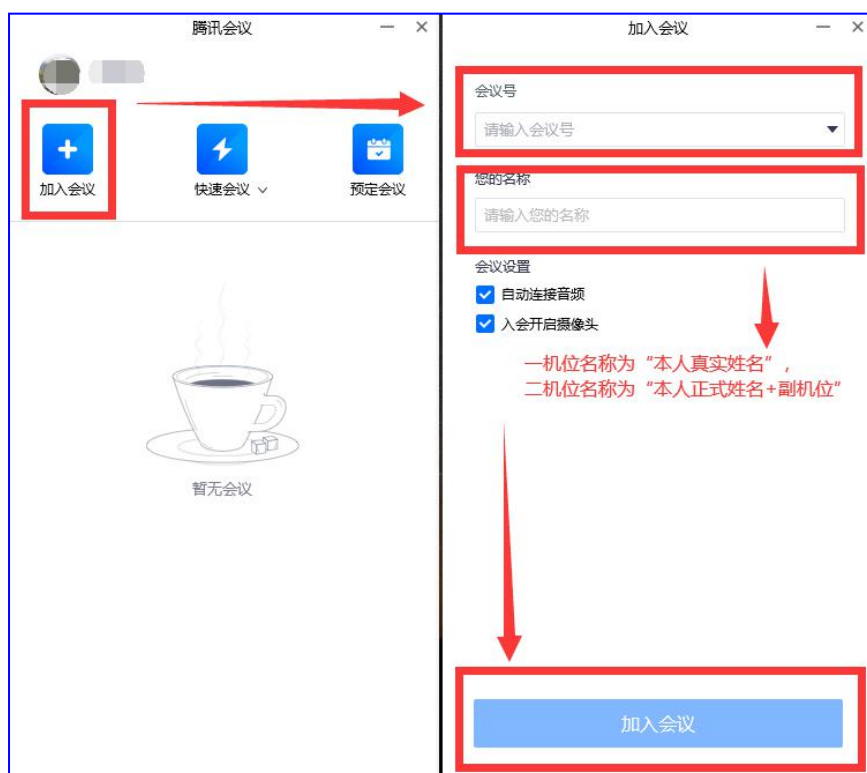 腾讯会议
加入会议
快速会议
预定会议
暂无会议
加入会议
会议号
请输入会议号
您的名称
请输入您的名称
会议设置
自动连接音频
入会开启摄像头
一机位名称为“本人真实姓名”,
二机位名称为“本人正式姓名+副机位”
加入会议